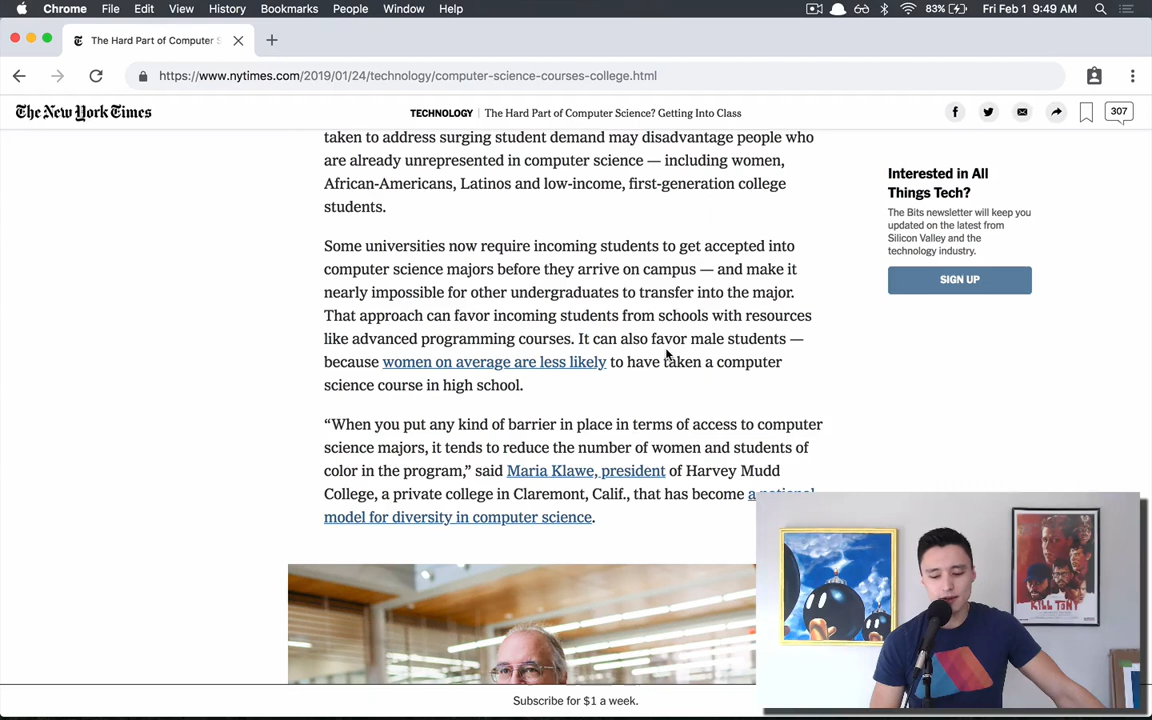 Chrome File Edit View History Bookmarks People Window Help 83% Fri Feb 1 9:49 AM
The Hard Part of Computer S
https://www.nytimes.com/2019/01/24/technology/computer-science-courses-college.html
The New York Times TECHNOLOGY | The Hard Part of Computer Science? Getting Into Class 307
taken to address surging student demand may disadvantage people who
are already unrepresented in computer science — including women,
African-Americans, Latinos and low-income, first-generation college
students.
Some universities now require incoming students to get accepted into
computer science majors before they arrive on campus — and make it
nearly impossible for other undergraduates to transfer into the major.
That approach can favor incoming students from schools with resources
like advanced programming courses. It can also favor male students —
because women on average are less likely to have taken a computer
science course in high school.
“When you put any kind of barrier in place in terms of access to computer
science majors, it tends to reduce the number of women and students of
color in the program,” said Maria Klawe, president of Harvey Mudd
College, a private college in Claremont, Calif., that has become a national
model for diversity in computer science.
Interested in All
Things Tech?
The Bits newsletter will keep you
updated on the latest from
Silicon Valley and the
technology industry.
SIGN UP
KILL TONY
Subscribe for $1 a week.